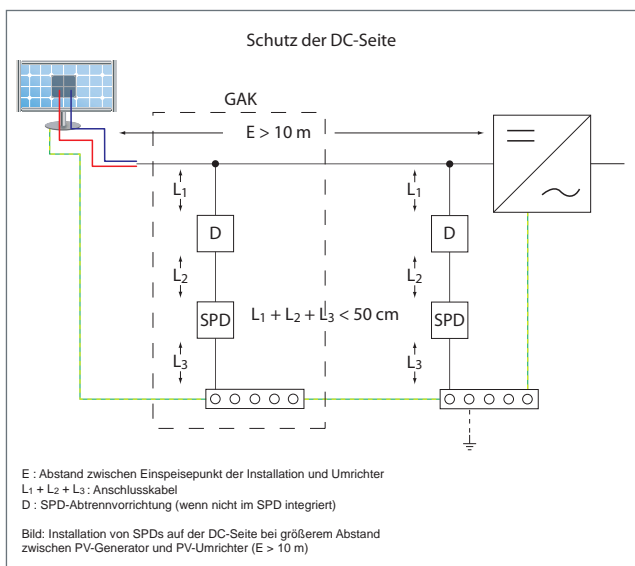 Schutz der DC-Seite
GAK
E > 10 m
L₁
L₁
D
D
L₂
L₂
SPD
L₁ + L₂ + L₃ < 50 cm
SPD
L₃
L₃
E : Abstand zwischen Einspeisepunkt der Installation und Umrichter
L₁ + L₂ + L₃ : Anschlusskabel
D : SPD-Abtrennvorrichtung (wenn nicht im SPD integriert)
Bild: Installation von SPDs auf der DC-Seite bei größerem Abstand
zwischen PV-Generator und PV-Umrichter (E > 10 m)